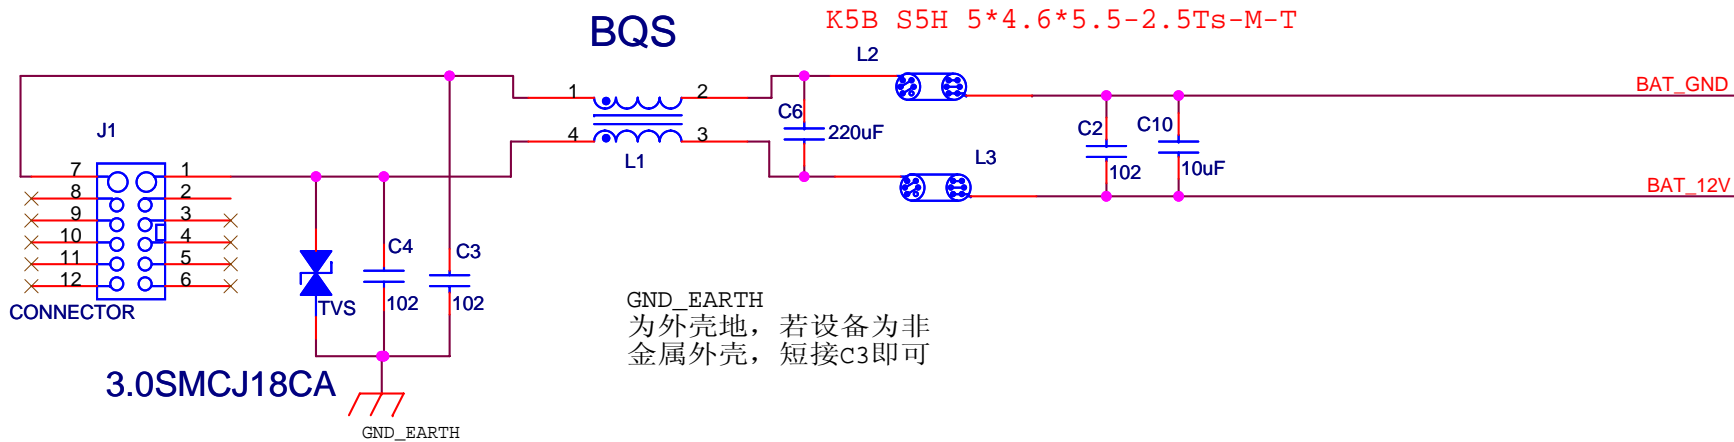 BQS
K5B S5H 5*4.6*5.5-2.5Ts-M-T
L2
1
2
BAT_GND
C6
220uF
C2
C10
J1
4
3
L1
L3
102
10uF
7
1
8
2
BAT_12V
9
3
10
4
11
5
12
6
C4
C3
CONNECTOR
TVS
102
102
GND_EARTH
为外壳地，若设备为非
金属外壳，短接C3即可
3.0SMCJ18CA
GND_EARTH